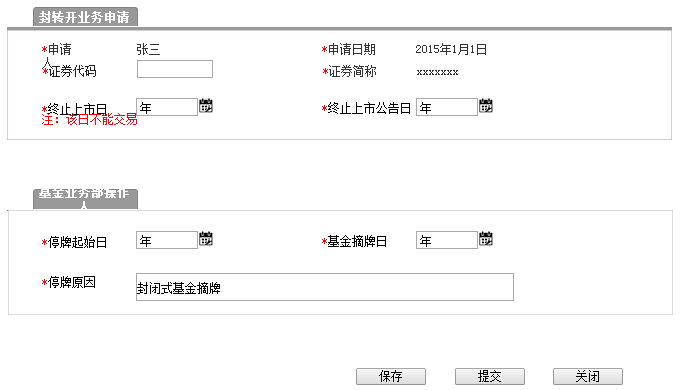 封转开业务申请
*申请人 张三 *申请日期 2015年1月1日
*证券代码 *证券简称 xxxxxxx
*终止上市日 年 *终止上市公告日 年
注：该日不能交易
基金业务部操作人
*停牌起始日 年 *基金摘牌日 年
*停牌原因 封闭式基金摘牌
保存 提交 关闭